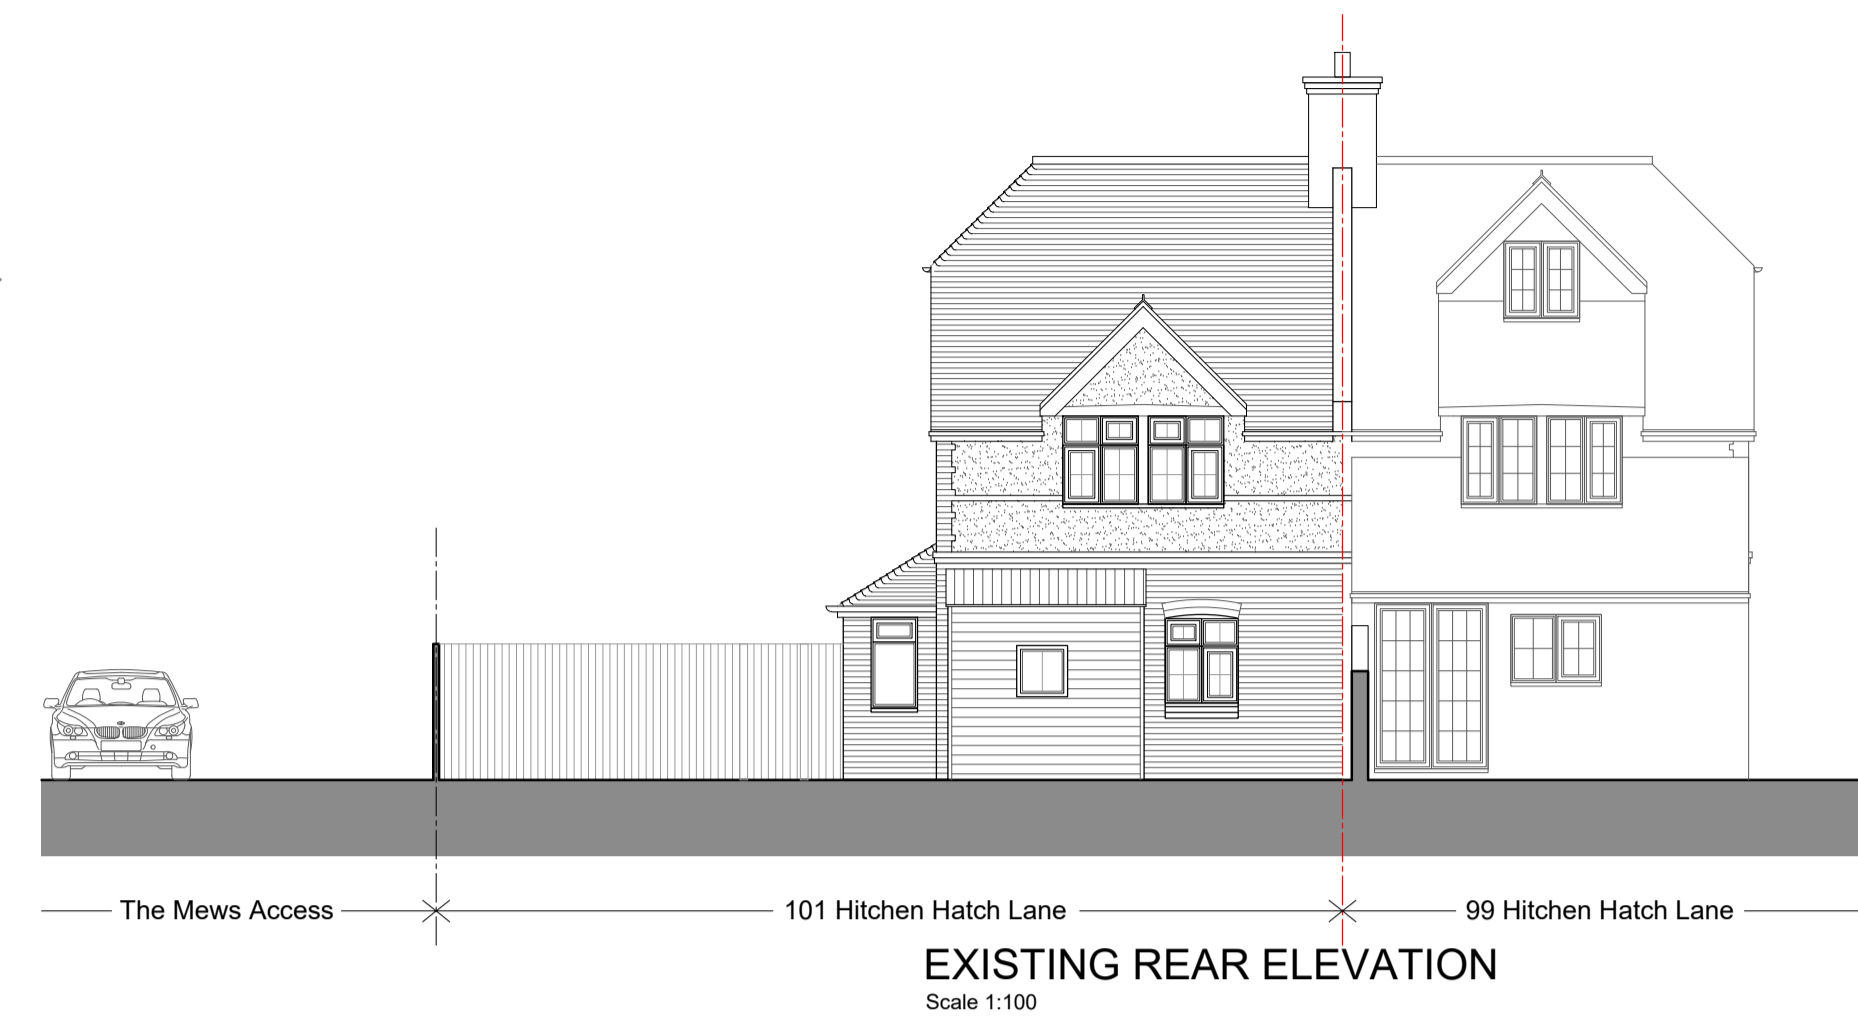 The Mews Access
101 Hitchen Hatch Lane
99 Hitchen Hatch Lane
EXISTING REAR ELEVATION
Scale 1:100